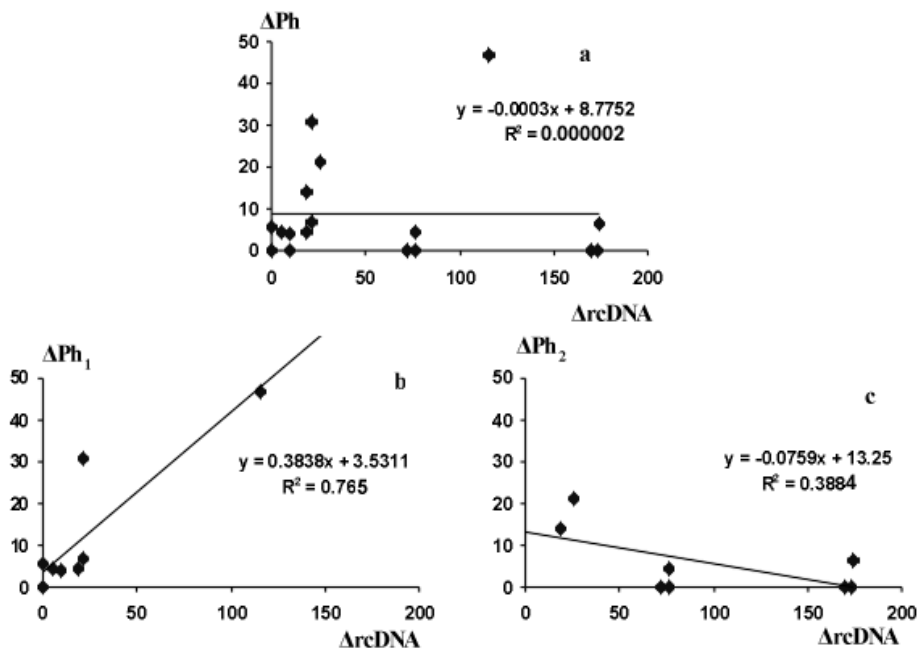 ΔPh
50
a
40
y = -0.0003x + 8.7752
R² = 0.000002
30
20
10
0
0 50 100 150 200
ΔrcDNA
ΔPh₁
50
b
40
30
y = 0.3838x + 3.5311
R² = 0.765
20
10
0
0 50 100 150 200
ΔrcDNA
ΔPh₂
50
c
40
30
y = -0.0759x + 13.25
R² = 0.3884
20
10
0
0 50 100 150 200
ΔrcDNA